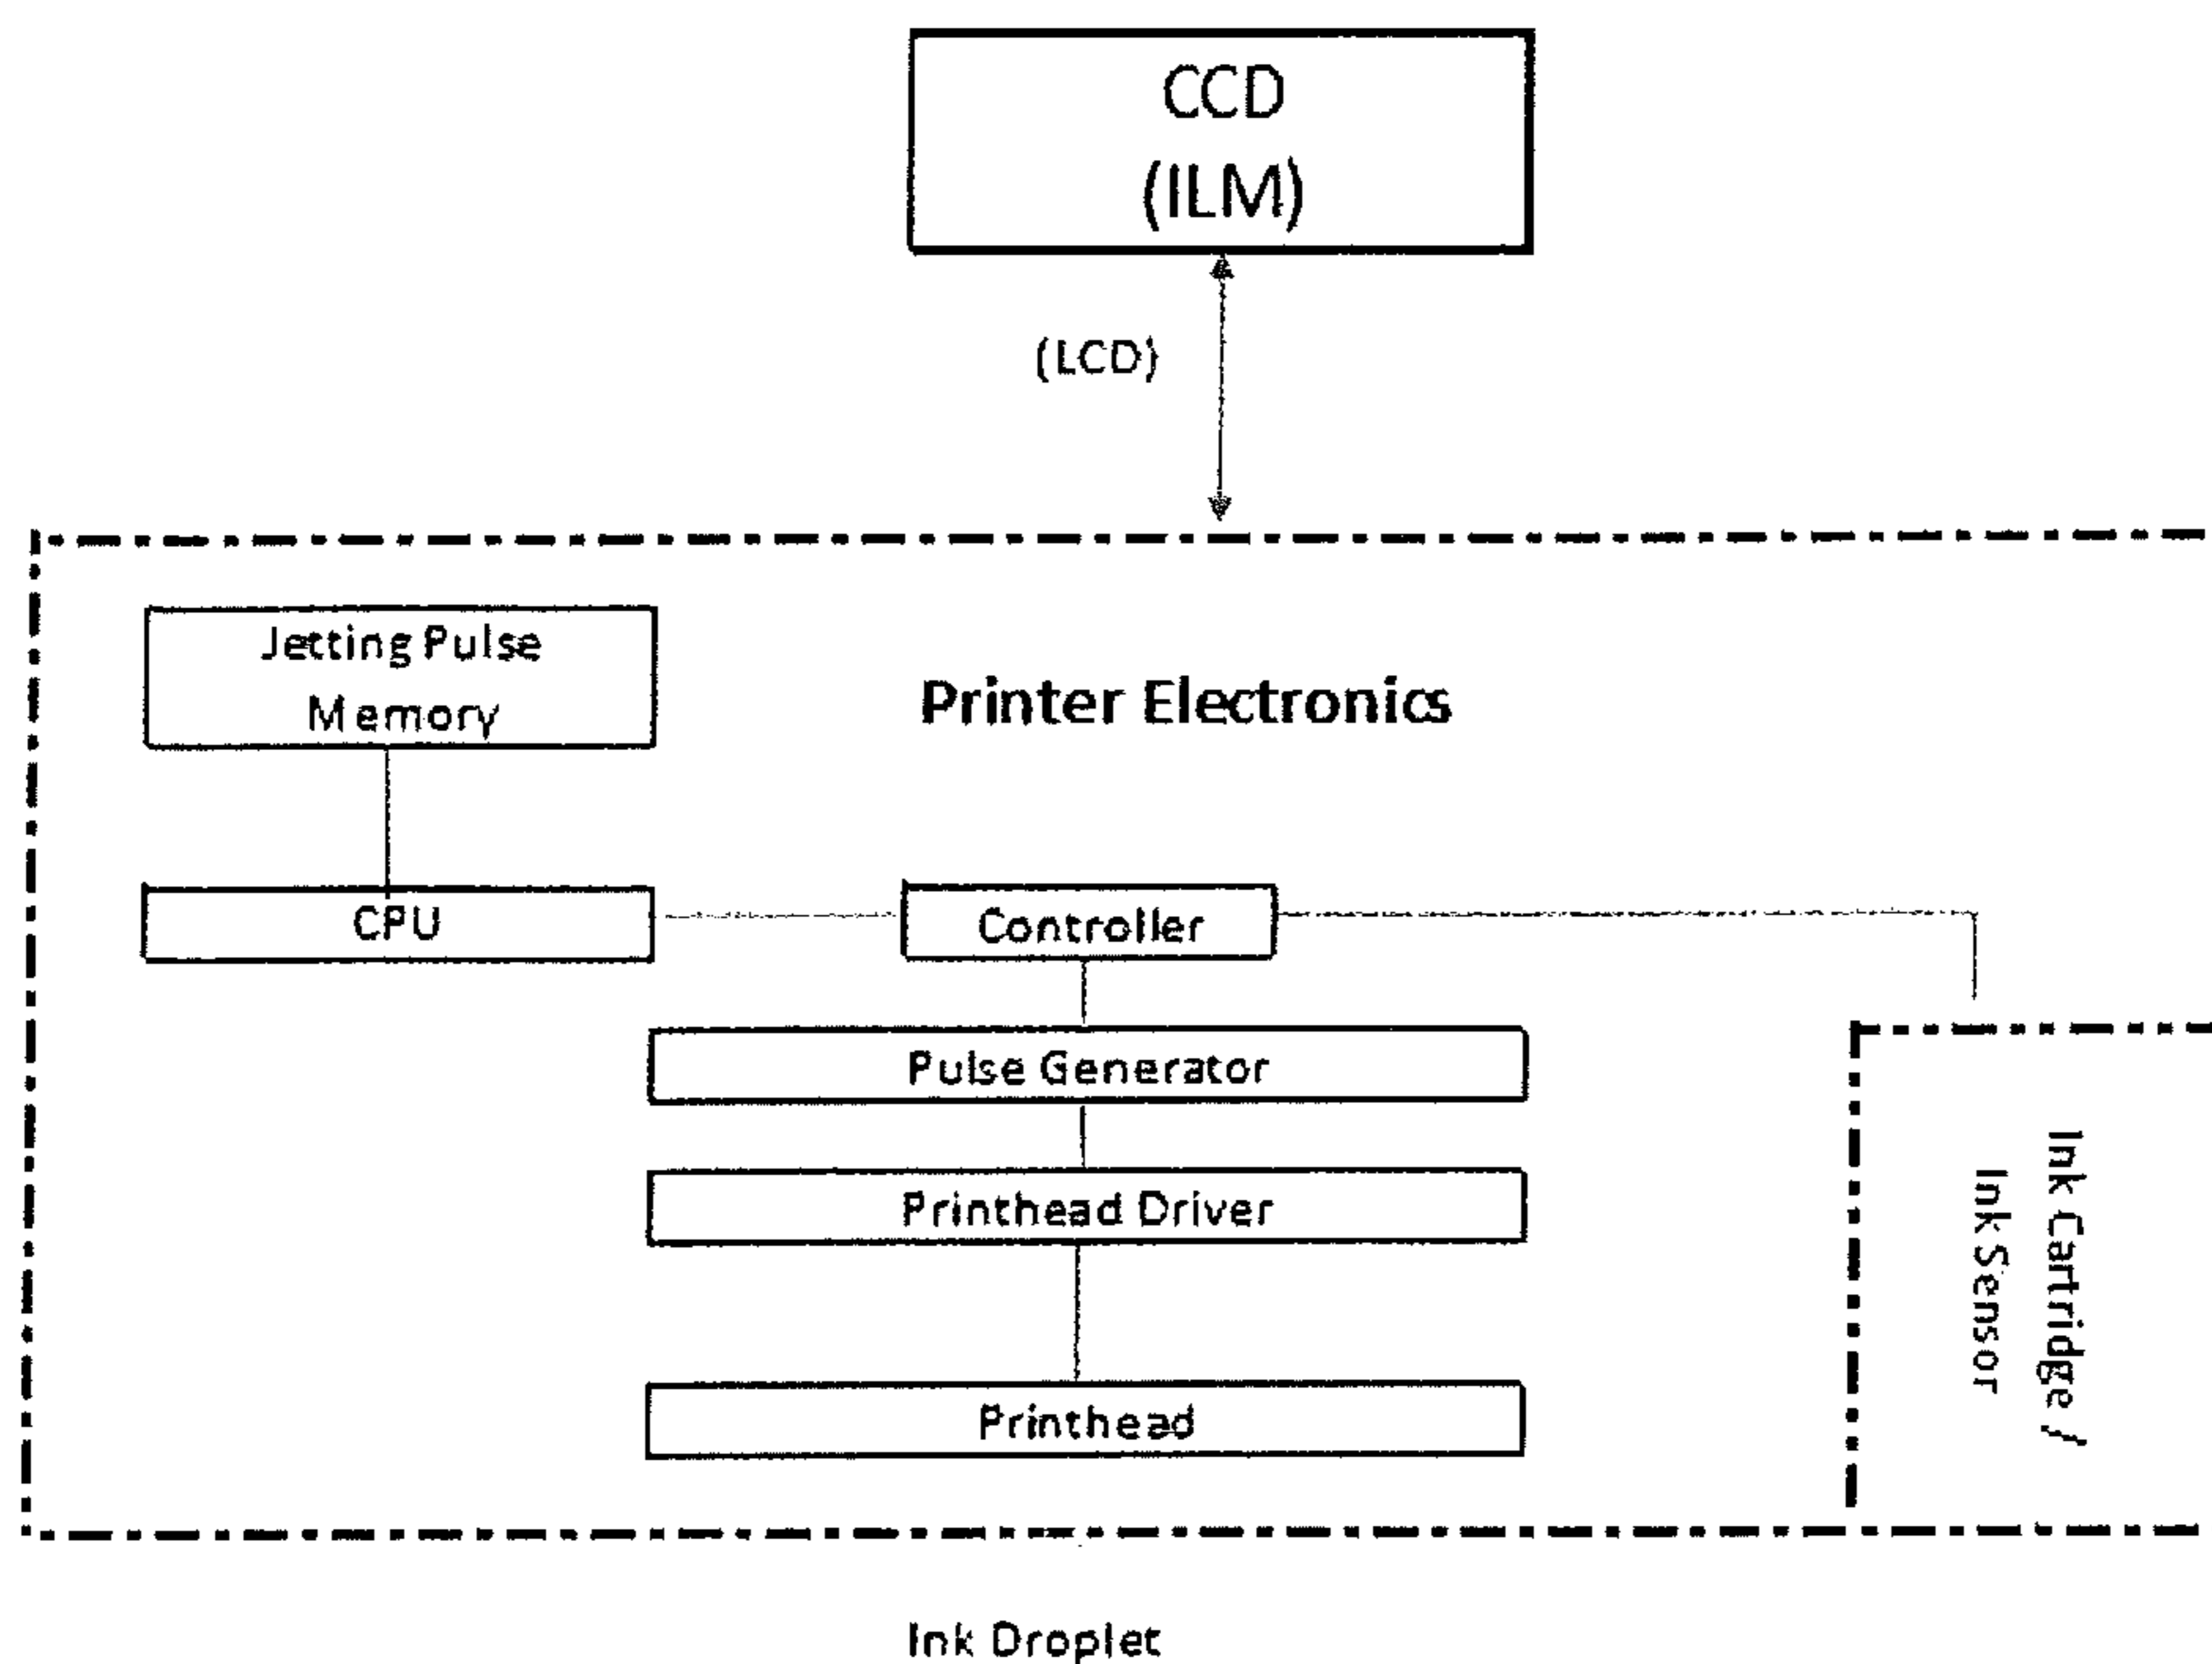 CCD
(ILM)
(LCD)
Jetting Pulse
Memory
Printer Electronics
CPU
Controller
Pulse Generator
Printhead Driver
Printhead
Ink Cartridge /
Ink Sensor
Ink Droplet